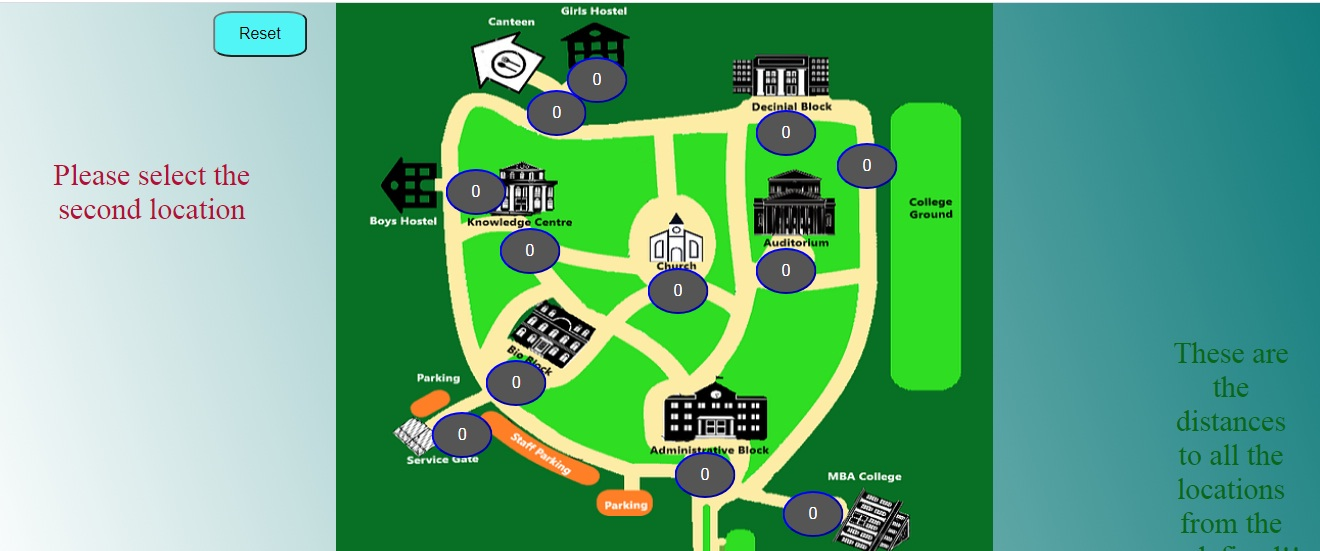 Reset
Please select the
second location
Girls Hostel
Canteen
0
0
Decinial Block
0
0
Boys Hostel
0
Knowledge Centre
0
College
Ground
Auditorium
0
Church
0
Bio Block
0
Parking
Service Gate
0
Staff Parking
Parking
Administrative Block
0
MBA College
0
These are
the
distances
to all the
locations
from the